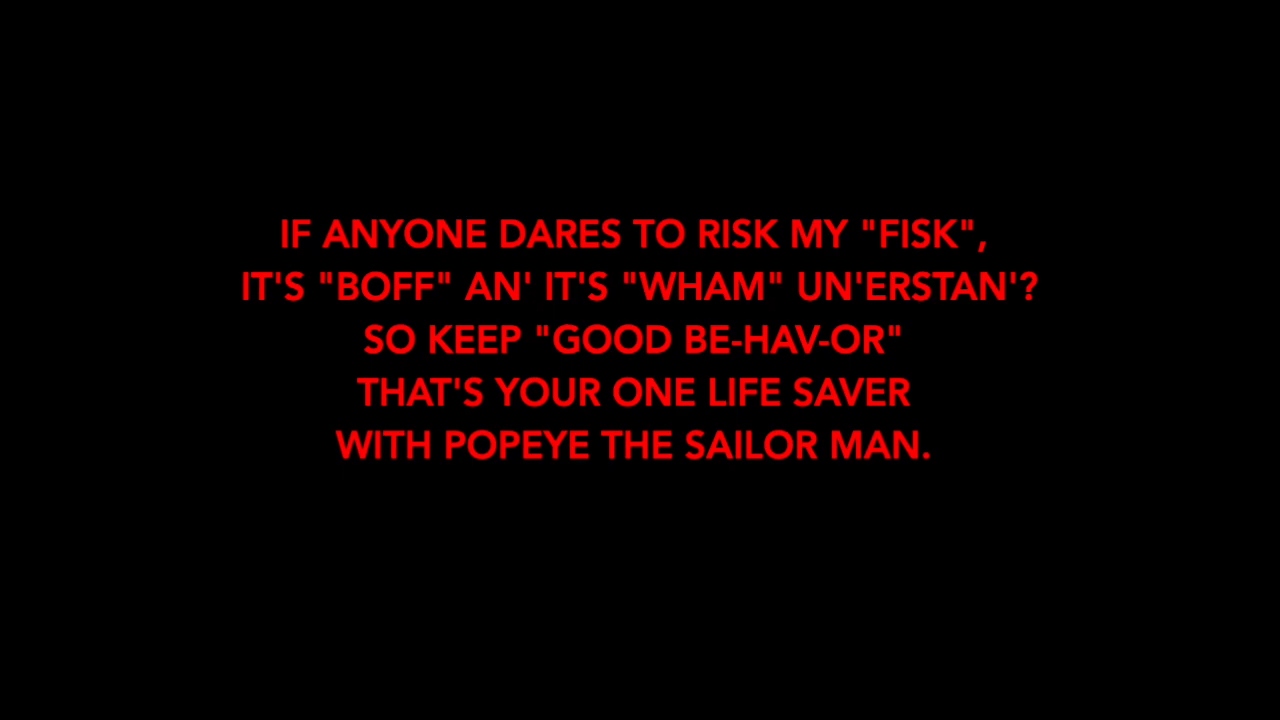 IF ANYONE DARES TO RISK MY "FISK",
IT'S "BOFF" AN' IT'S "WHAM" UN'ERSTAN'?
SO KEEP "GOOD BE-HAV-OR"
THAT'S YOUR ONE LIFE SAVER
WITH POPEYE THE SAILOR MAN.